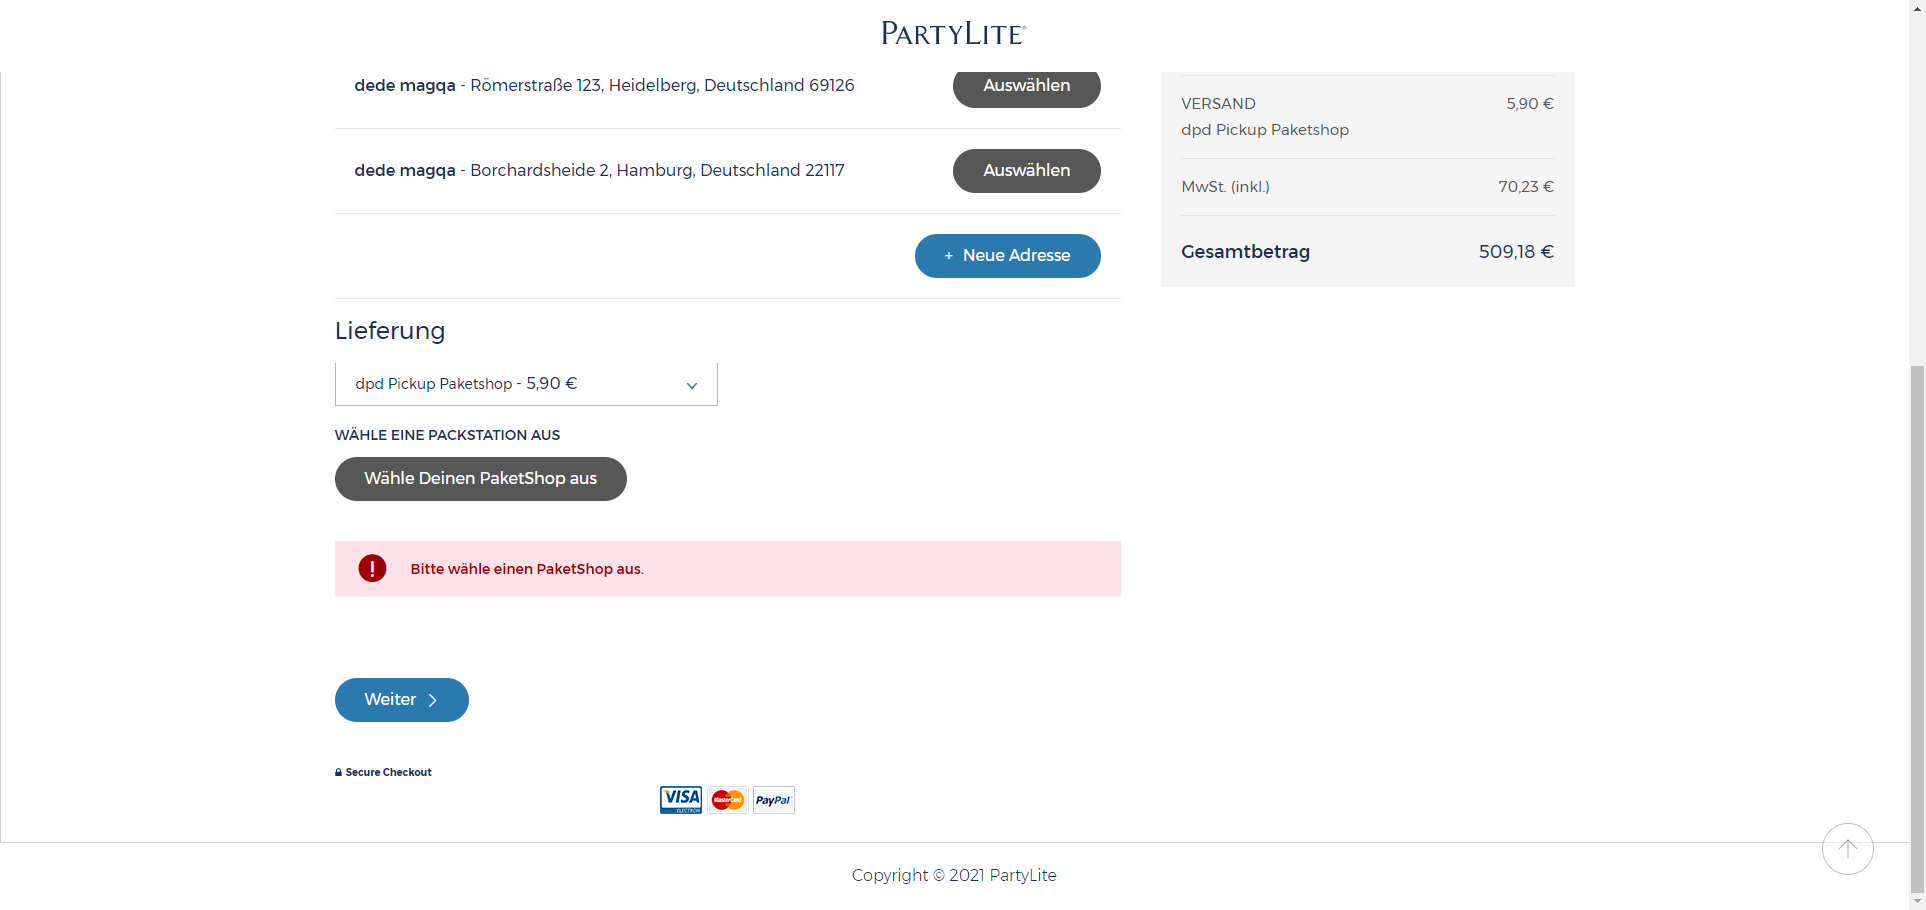 PARTYLITE®
dede magqa - Römerstraße 123, Heidelberg, Deutschland 69126
Auswählen
dede magqa - Borchardsheide 2, Hamburg, Deutschland 22117
Auswählen
+ Neue Adresse
VERSAND 5,90 €
dpd Pickup Paketshop
MwSt. (inkl.) 70,23 €
Gesamtbetrag 509,18 €
Lieferung
dpd Pickup Paketshop - 5,90 €
WÄHLE EINE PACKSTATION AUS
Wähle Deinen PaketShop aus
! Bitte wähle einen PaketShop aus.
Weiter
Secure Checkout
VISA ELECTRON MasterCard PayPal
Copyright © 2021 PartyLite